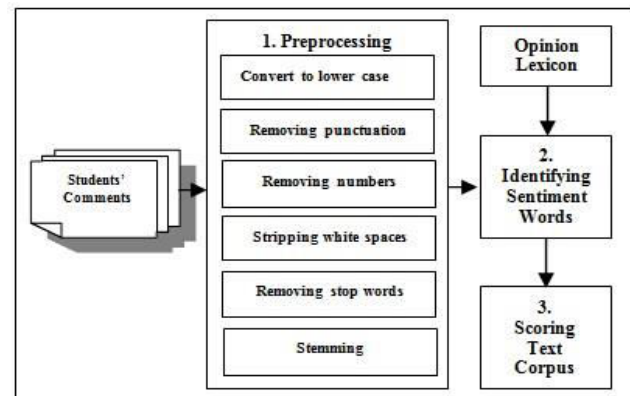 Students'
Comments
1. Preprocessing
Convert to lower case
Removing punctuation
Removing numbers
Stripping white spaces
Removing stop words
Stemming
Opinion
Lexicon
2.
Identifying
Sentiment
Words
3.
Scoring
Text
Corpus